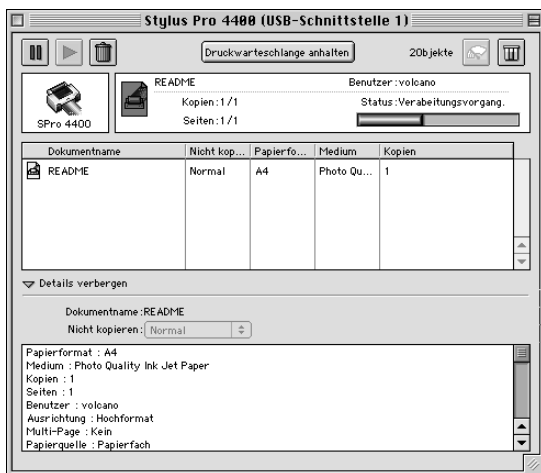 Stylus Pro 4400 (USB-Schnittstelle 1)
Druckwarteschlange anhalten
20bjekte
SPro 4400
README
Benutzer :volcano
Kopien :1/1
Status :Verabeitungsvorgang.
Seiten :1/1
Dokumentname Nicht kop... Papierfo... Medium Kopien
README Normal A4 Photo Qu... 1
Details verbergen
Dokumentname :README
Nicht kopieren : Normal
Papierformat : A4
Medium : Photo Quality Ink Jet Paper
Kopien : 1
Seiten : 1
Benutzer : volcano
Ausrichtung : Hochformat
Multi-Page : Kein
Papierquelle : Papierfach